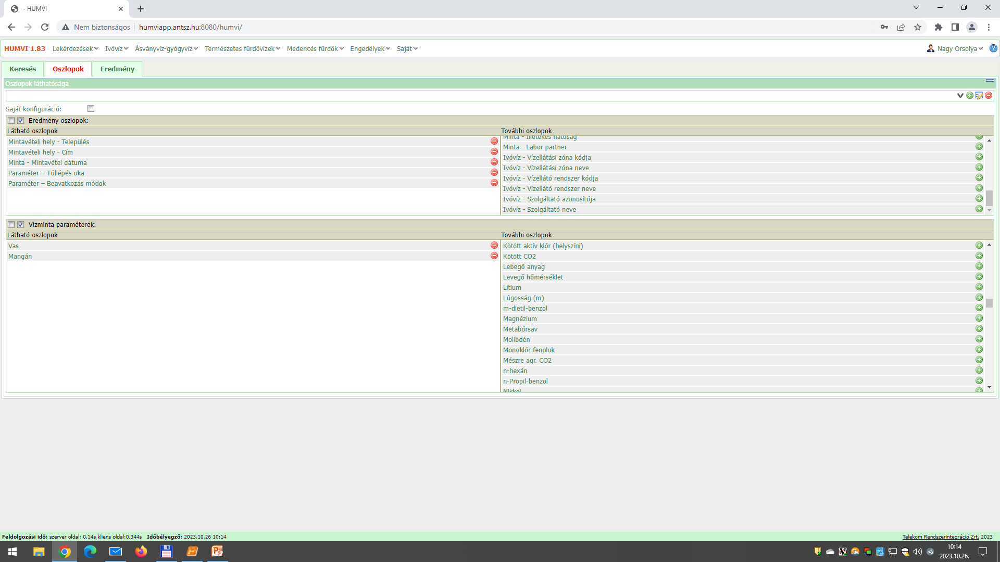 - HUMVI
Nem biztonságos
humviapp.antsz.hu:8080/humvi/
HUMVI 1.83 Lekérdezések Ivóvíz Ásványvíz-gyógyvíz Természetes fürdővizek Medencés fürdők Engedélyek Saját Nagy Orsolya ?
Keresés Oszlopok Eredmény
Oszlopok láthatósága
Saját konfiguráció:
Eredmény oszlopok:
Látható oszlopok
Mintavételi hely - Település
Mintavételi hely - Cím
Minta - Mintavétel dátuma
Paraméter – Túllépés oka
Paraméter – Beavatkozás módok
További oszlopok
Minta - Illetékes hatóság
Minta - Labor partner
Ivóvíz - Vízellátási zóna kódja
Ivóvíz - Vízellátási zóna neve
Ivóvíz - Vízellátó rendszer kódja
Ivóvíz - Vízellátó rendszer neve
Ivóvíz - Szolgáltató azonosítója
Ivóvíz - Szolgáltató neve
Vízminta paraméterek:
Látható oszlopok
Vas
Mangán
További oszlopok
Kötött aktív klór (helyszíni)
Kötött CO2
Lebegő anyag
Levegő hőmérséklet
Lítium
Lúgosság (m)
m-dietil-benzol
Magnézium
Metabórsav
Molibdén
Monoklór-fenolok
Mészre agr. CO2
n-hexán
n-Propil-benzol
Nikkel
Feldolgozási idő: szerver oldal: 0,14s kliens oldal:0,344s Időbélyegző: 2023.10.26 10:14
Telekom Rendszerintegráció Zrt. 2023
10:14
2023.10.26.